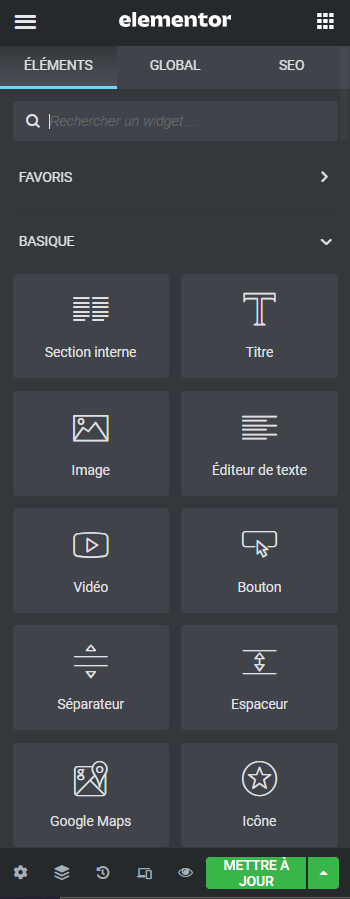 elementor
ÉLÉMENTS GLOBAL SEO
Rechercher un widget...
FAVORIS
BASIQUE
Section interne Titre
Image Éditeur de texte
Vidéo Bouton
Séparateur Espaceur
Google Maps Icône
METTRE À
JOUR